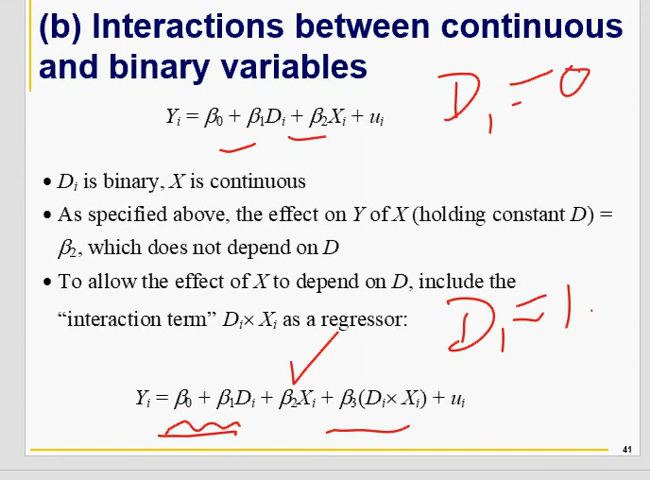 (b) Interactions between continuous
and binary variables
D₁ = 0
Yᵢ = β₀ + β₁Dᵢ + β₂Xᵢ + uᵢ
• Dᵢ is binary, X is continuous
• As specified above, the effect on Y of X (holding constant D) =
β₂, which does not depend on D
• To allow the effect of X to depend on D, include the
“interaction term” Dᵢ× Xᵢ as a regressor:
D₁ = 1.
Yᵢ = β₀ + β₁Dᵢ + β₂Xᵢ + β₃(Dᵢ× Xᵢ) + uᵢ
41